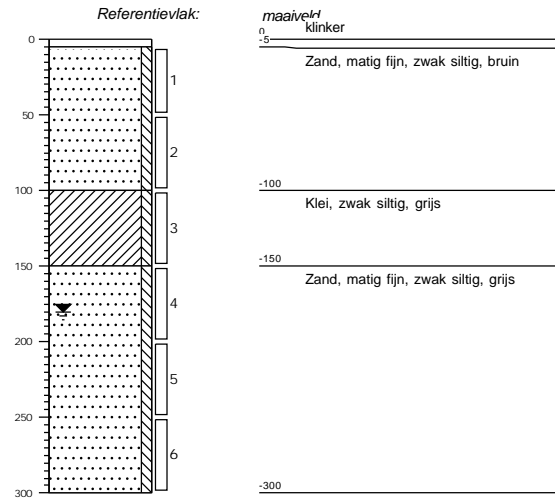 Referentievlak: maaiveld
0 0 klinker
-5
Zand, matig fijn, zwak siltig, bruin
1
50
2
100 -100
Klei, zwak siltig, grijs
3
150 -150
Zand, matig fijn, zwak siltig, grijs
4
200
5
250
6
300 -300